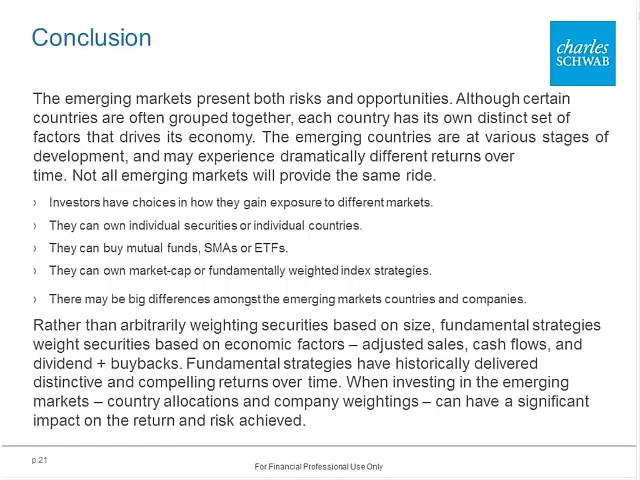 Conclusion
charles
SCHWAB
The emerging markets present both risks and opportunities. Although certain
countries are often grouped together, each country has its own distinct set of
factors that drives its economy. The emerging countries are at various stages of
development, and may experience dramatically different returns over
time. Not all emerging markets will provide the same ride.
› Investors have choices in how they gain exposure to different markets.
› They can own individual securities or individual countries.
› They can buy mutual funds, SMAs or ETFs.
› They can own market-cap or fundamentally weighted index strategies.
› There may be big differences amongst the emerging markets countries and companies.
Rather than arbitrarily weighting securities based on size, fundamental strategies
weight securities based on economic factors – adjusted sales, cash flows, and
dividend + buybacks. Fundamental strategies have historically delivered
distinctive and compelling returns over time. When investing in the emerging
markets – country allocations and company weightings – can have a significant
impact on the return and risk achieved.
p.21
For Financial Professional Use Only